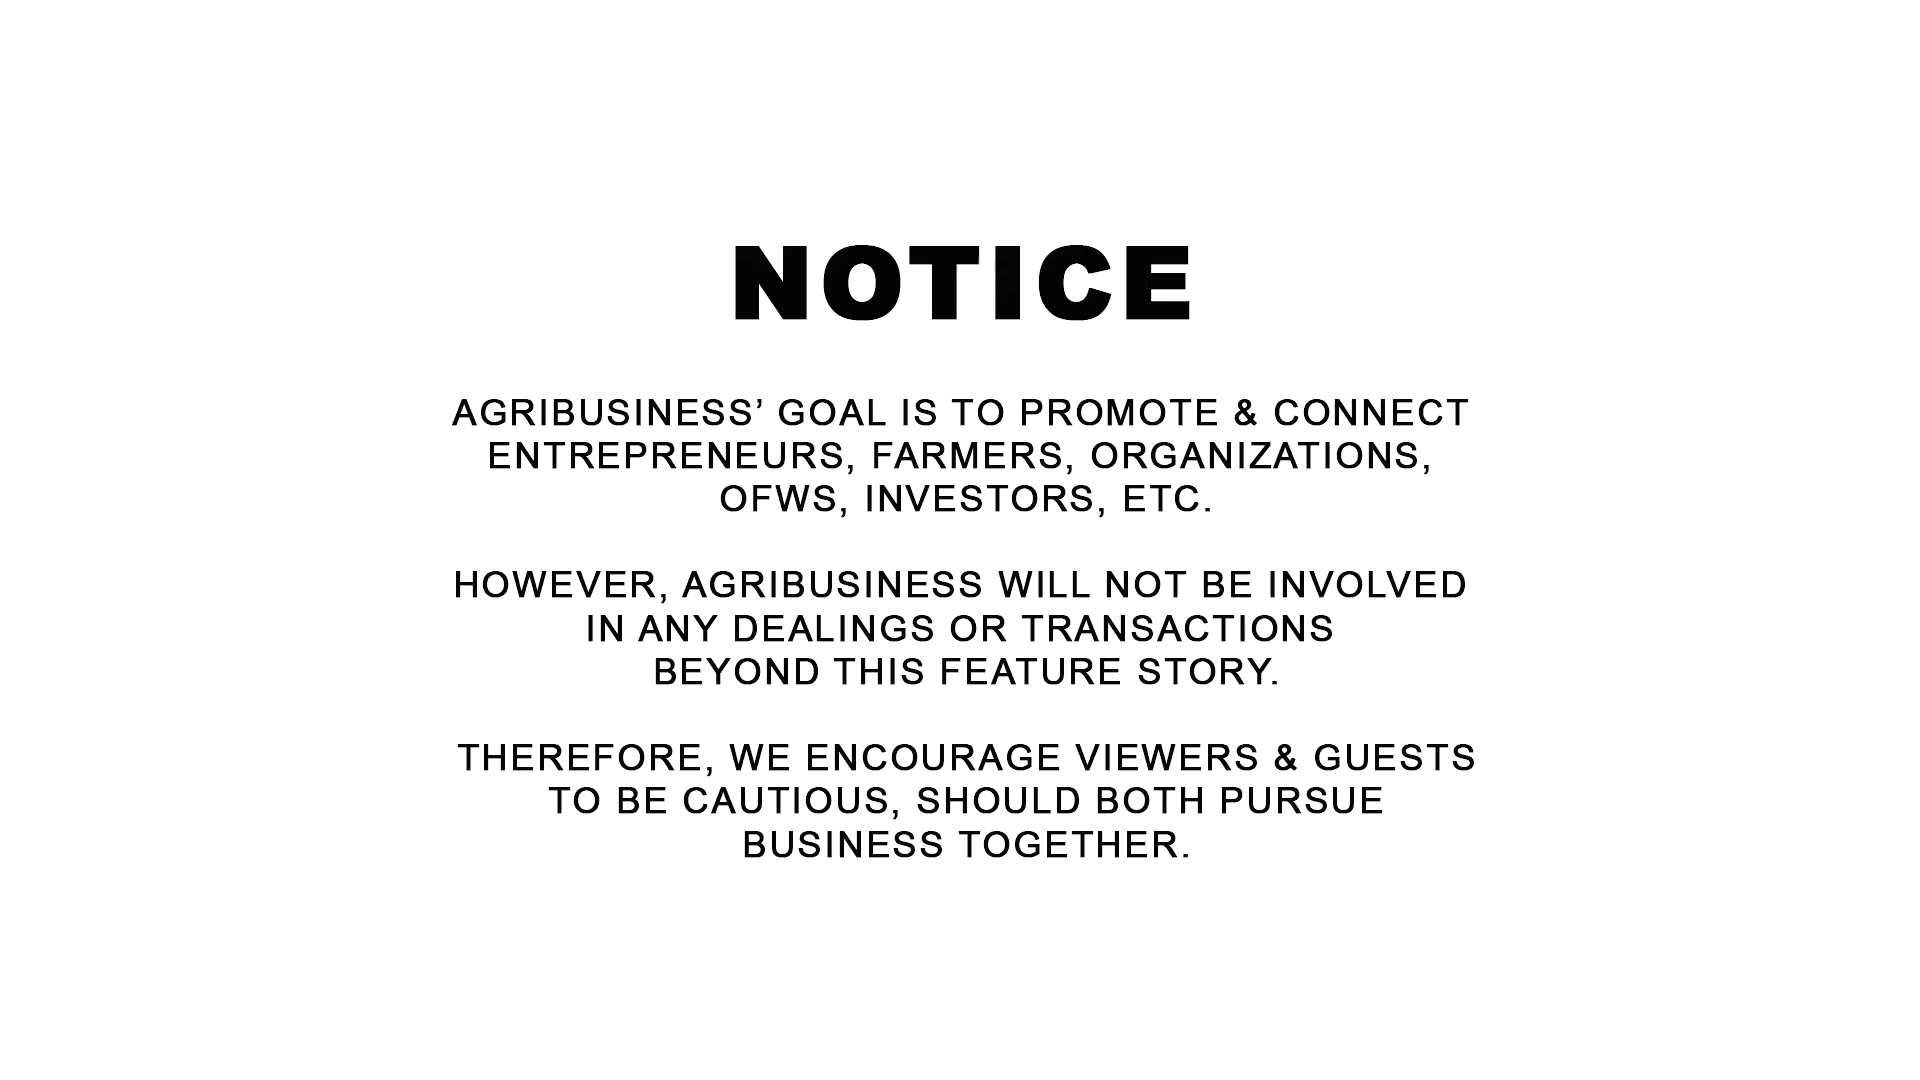 NOTICE
AGRIBUSINESS’ GOAL IS TO PROMOTE & CONNECT
ENTREPRENEURS, FARMERS, ORGANIZATIONS,
OFWS, INVESTORS, ETC.
HOWEVER, AGRIBUSINESS WILL NOT BE INVOLVED
IN ANY DEALINGS OR TRANSACTIONS
BEYOND THIS FEATURE STORY.
THEREFORE, WE ENCOURAGE VIEWERS & GUESTS
TO BE CAUTIOUS, SHOULD BOTH PURSUE
BUSINESS TOGETHER.